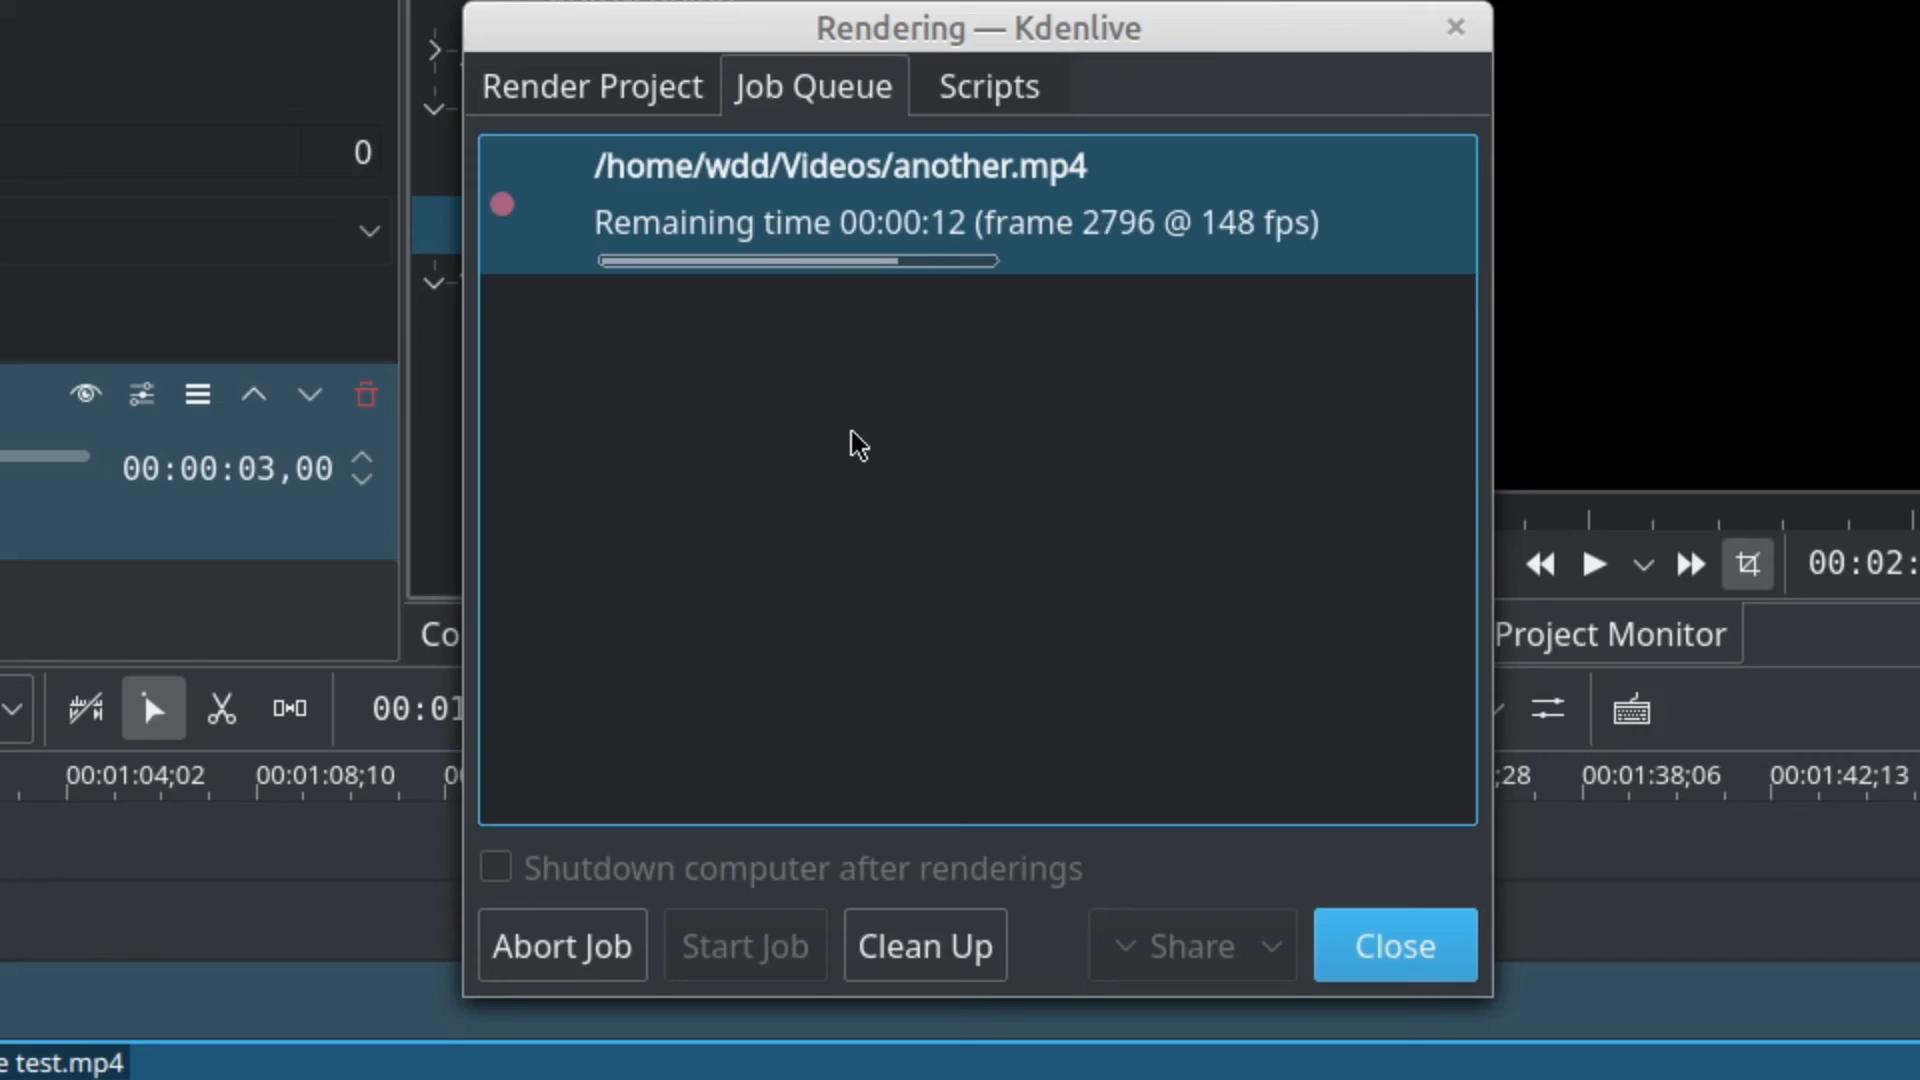 Rendering — Kdenlive
Render Project
Job Queue
Scripts
/home/wdd/Videos/another.mp4
Remaining time 00:00:12 (frame 2796 @ 148 fps)
0
00:00:03,00
00:02:
Co
Project Monitor
00:01
00:01:04;02
00:01:08;10
;28
00:01:38;06
00:01:42;13
Shutdown computer after renderings
Abort Job
Start Job
Clean Up
Share
Close
e test.mp4